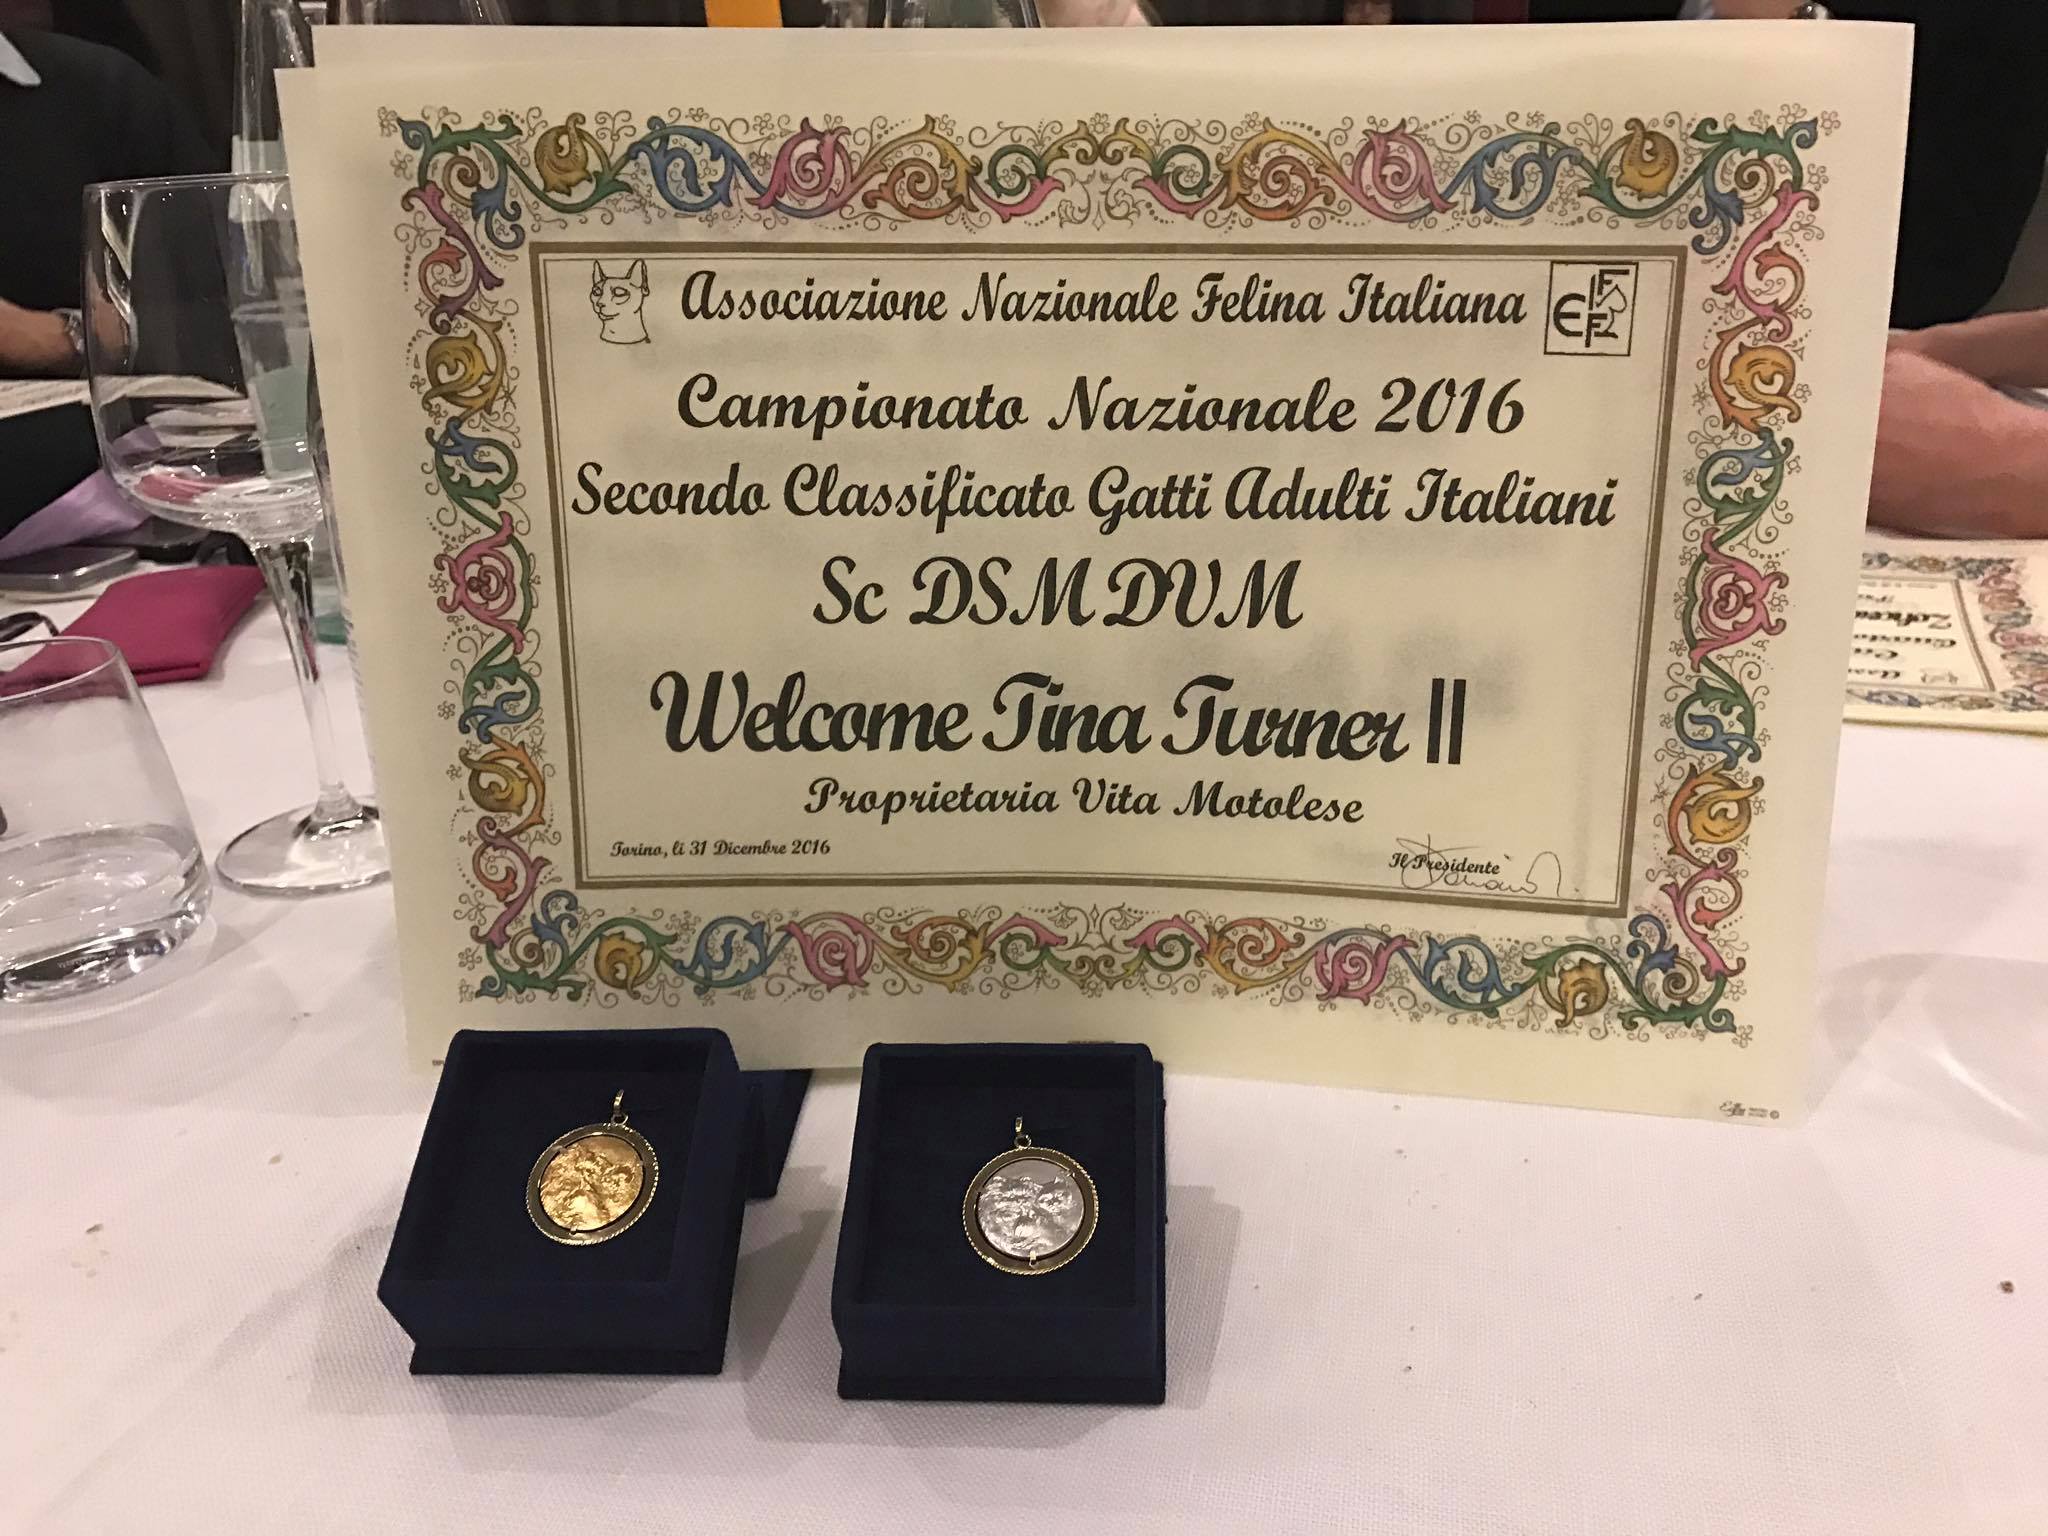 Associazione Nazionale Felina Italiana
Campionato Nazionale 2016
Secondo Classificato Gatti Adulti Italiani
Sc DSM DVM
Welcome Tina Turner II
Proprietaria Vita Motolese
Torino, li 31 Dicembre 2016
Il Presidente